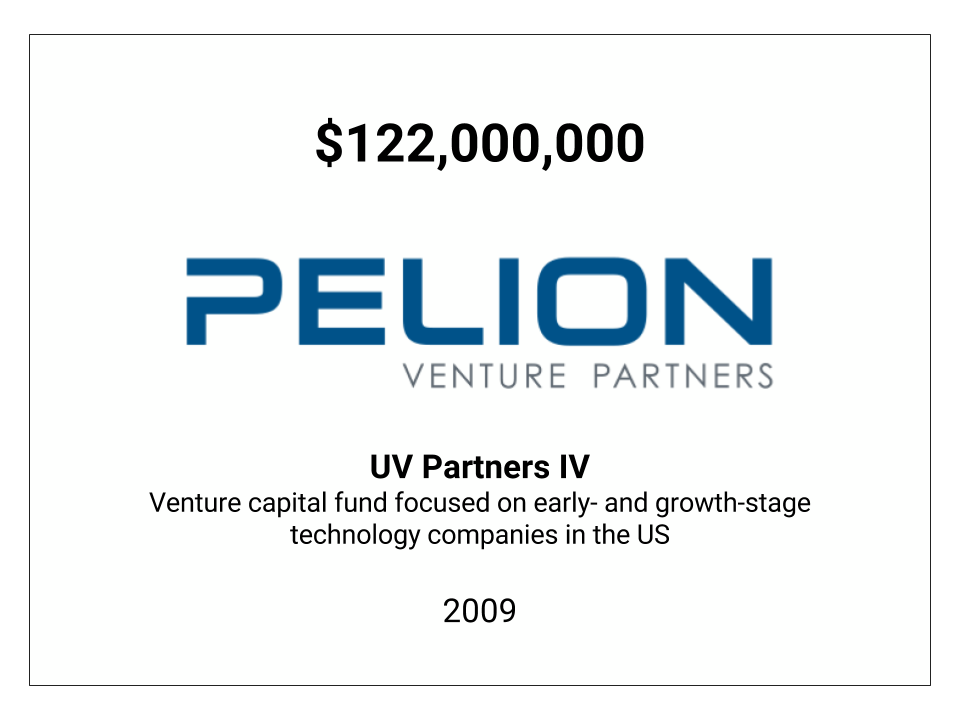 $122,000,000
PELION
VENTURE PARTNERS
UV Partners IV
Venture capital fund focused on early- and growth-stage
technology companies in the US
2009